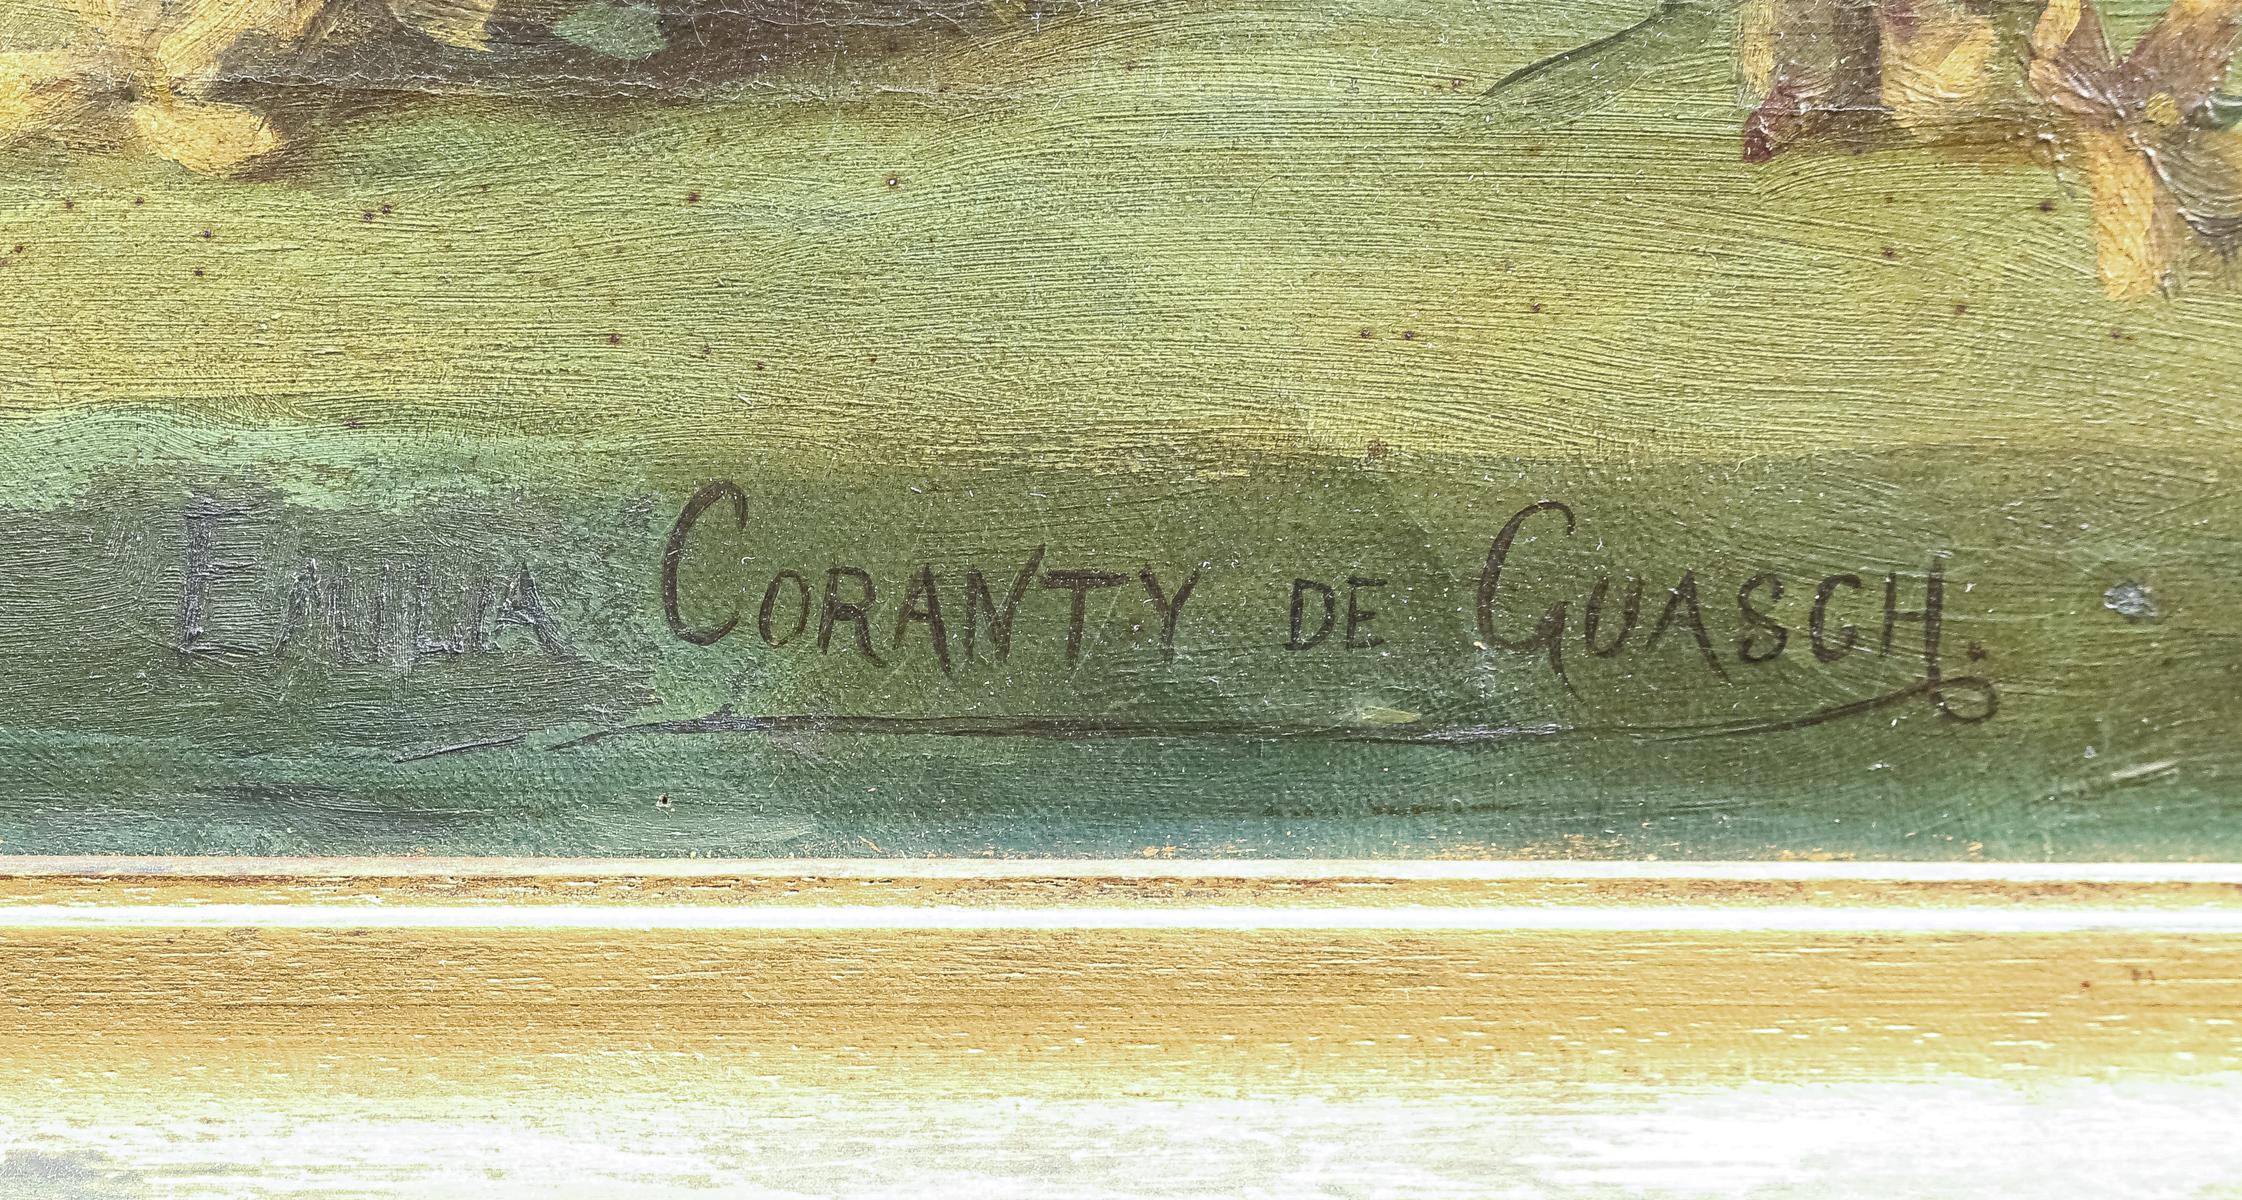 Emilia Coranty de Guasch.